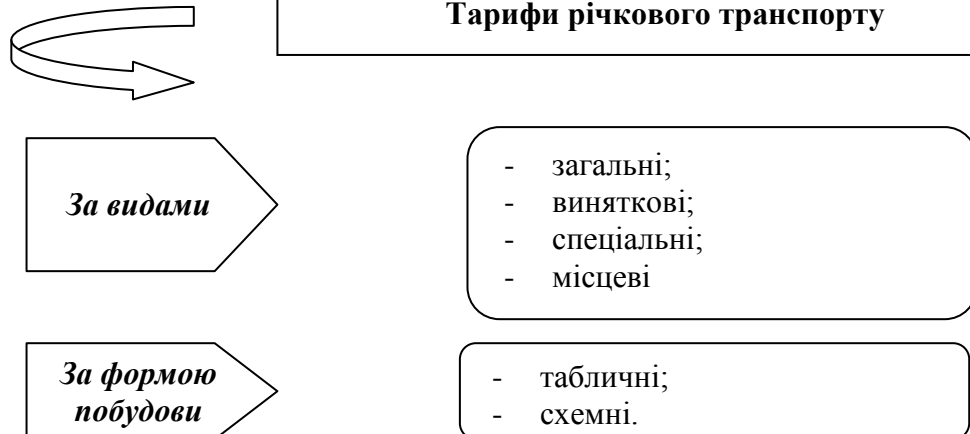 Тарифи річкового транспорту
За видами
- загальні;
- виняткові;
- спеціальні;
- місцеві
За формою
побудови
- табличні;
- схемні.